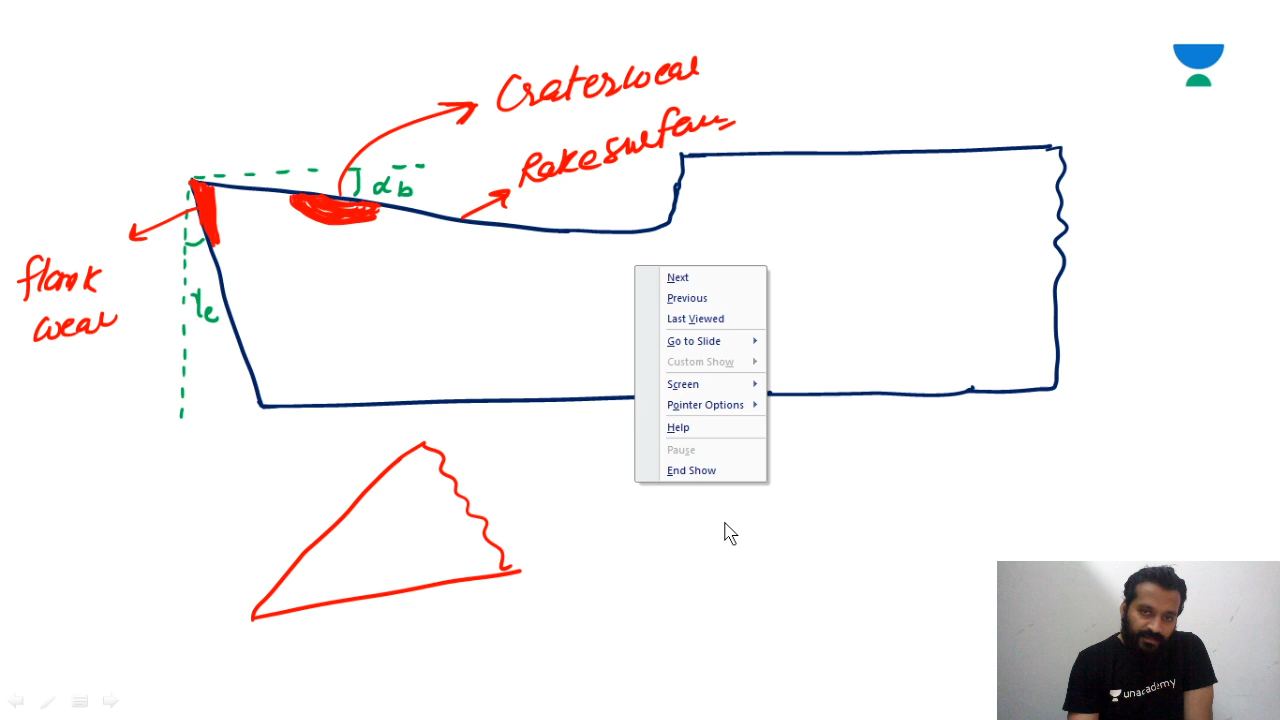 Craterwear
Rakesurface
αb
flank
wear
γe
Next
Previous
Last Viewed
Go to Slide
Custom Show
Screen
Pointer Options
Help
Pause
End Show
unacademy